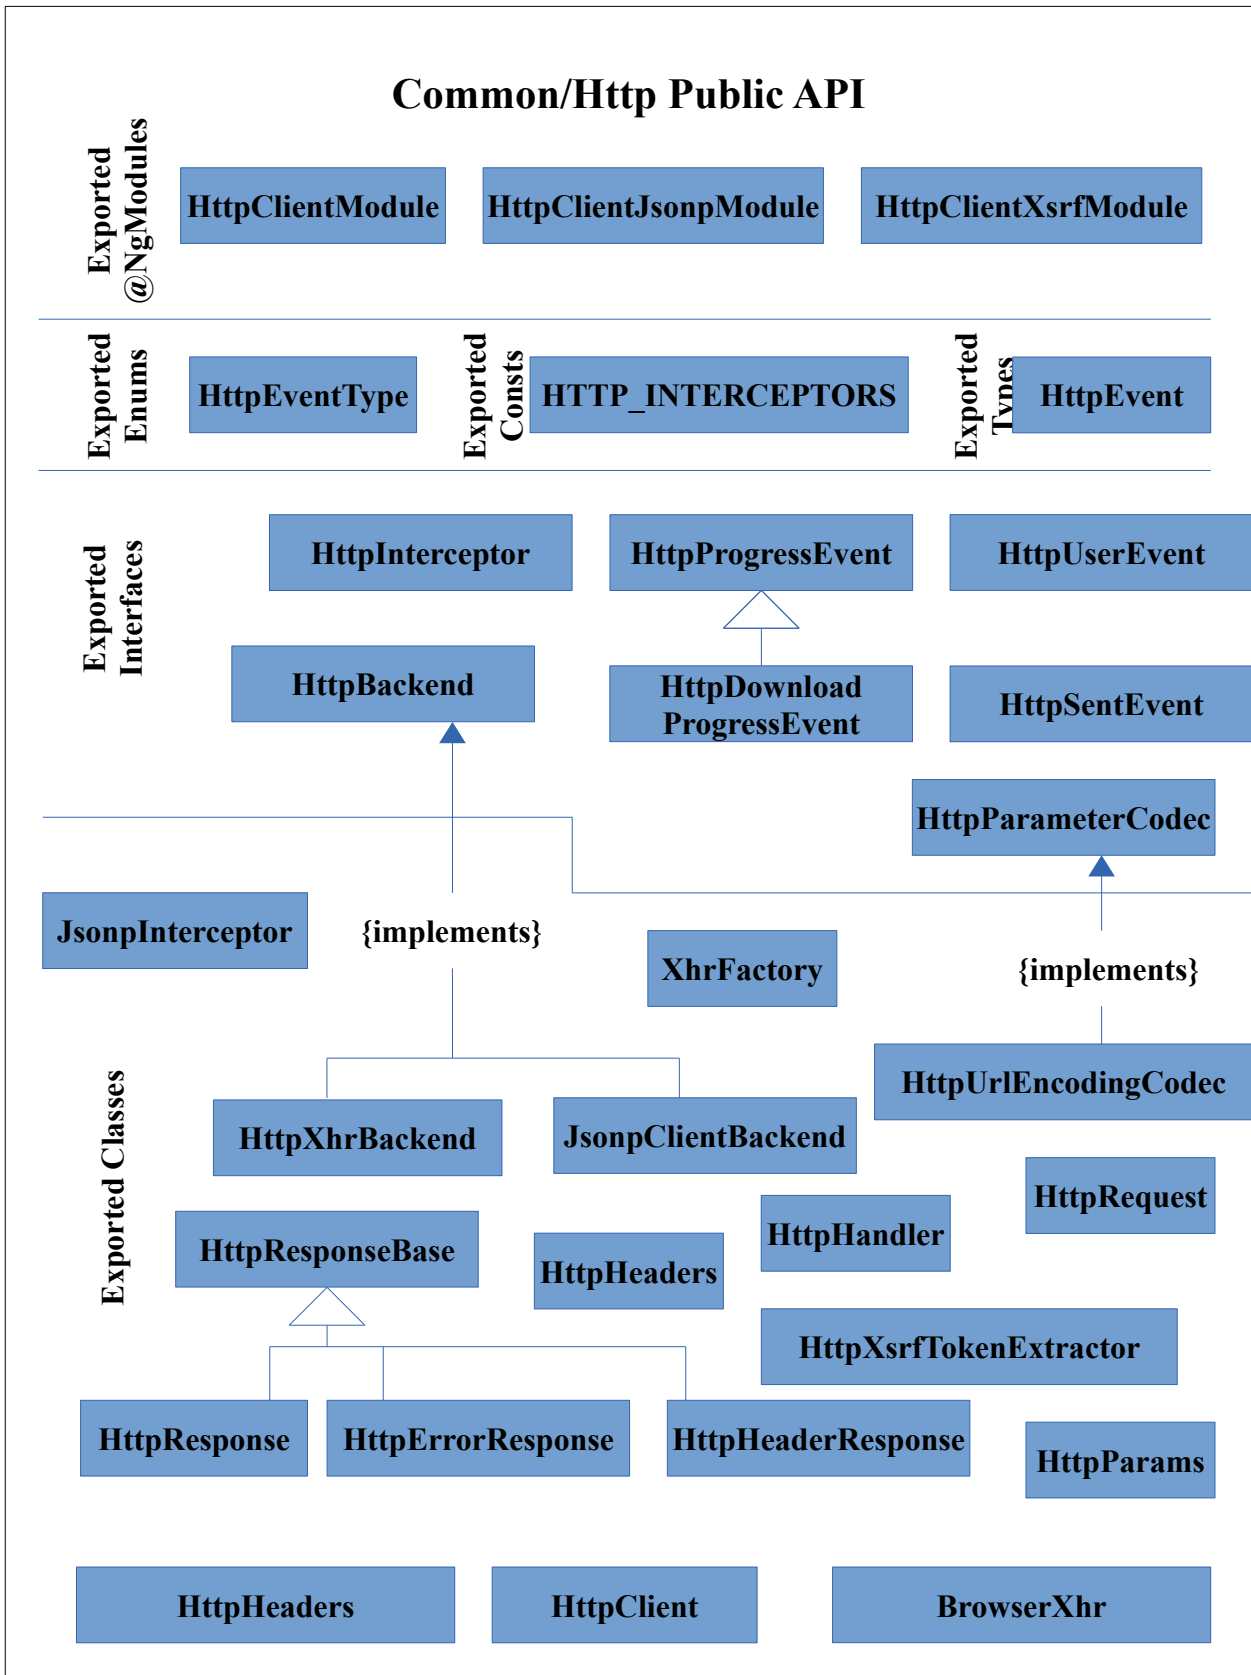 Common/Http Public API
Exported
@NgModules
HttpClientModule
HttpClientJsonpModule
HttpClientXsrfModule
Exported
Enums
HttpEventType
Exported
Consts
HTTP_INTERCEPTORS
Exported
Types
HttpEvent
Exported
Interfaces
HttpInterceptor
HttpProgressEvent
HttpUserEvent
HttpBackend
HttpDownload
ProgressEvent
HttpSentEvent
HttpParameterCodec
JsonpInterceptor
{implements}
XhrFactory
{implements}
Exported Classes
HttpUrlEncodingCodec
HttpXhrBackend
JsonpClientBackend
HttpRequest
HttpResponseBase
HttpHandler
HttpHeaders
HttpXsrfTokenExtractor
HttpResponse
HttpErrorResponse
HttpHeaderResponse
HttpParams
HttpHeaders
HttpClient
BrowserXhr